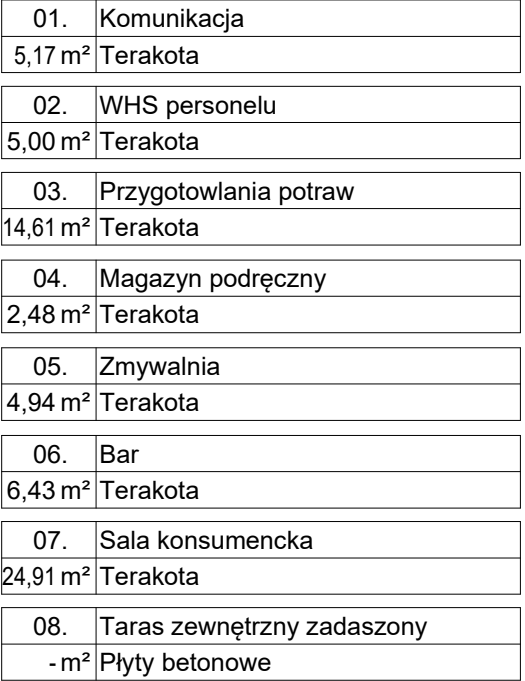 01. Komunikacja
5,17 m² Terakota
02. WHS personelu
5,00 m² Terakota
03. Przygotowlania potraw
14,61 m² Terakota
04. Magazyn podręczny
2,48 m² Terakota
05. Zmywalnia
4,94 m² Terakota
06. Bar
6,43 m² Terakota
07. Sala konsumencka
24,91 m² Terakota
08. Taras zewnętrzny zadaszony
- m² Płyty betonowe